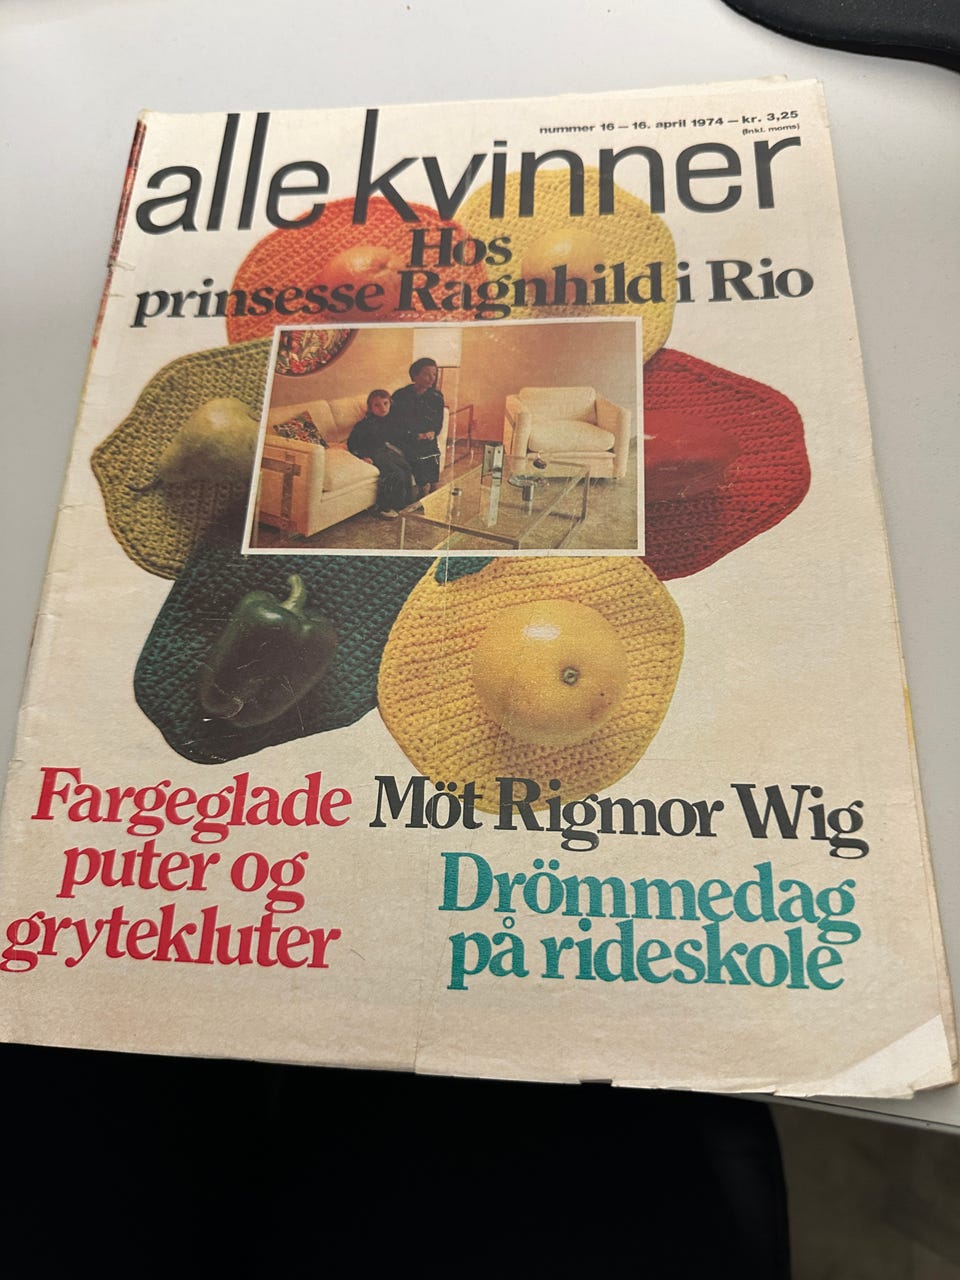 nummer 16 — 16. april 1974 — kr. 3,25
(Inkl. moms)
alle kvinner
Hos
prinsesse Ragnhild i Rio
Fargeglade
puter og
grytekluter
Möt Rigmor Wig
Drömmedag
på rideskole